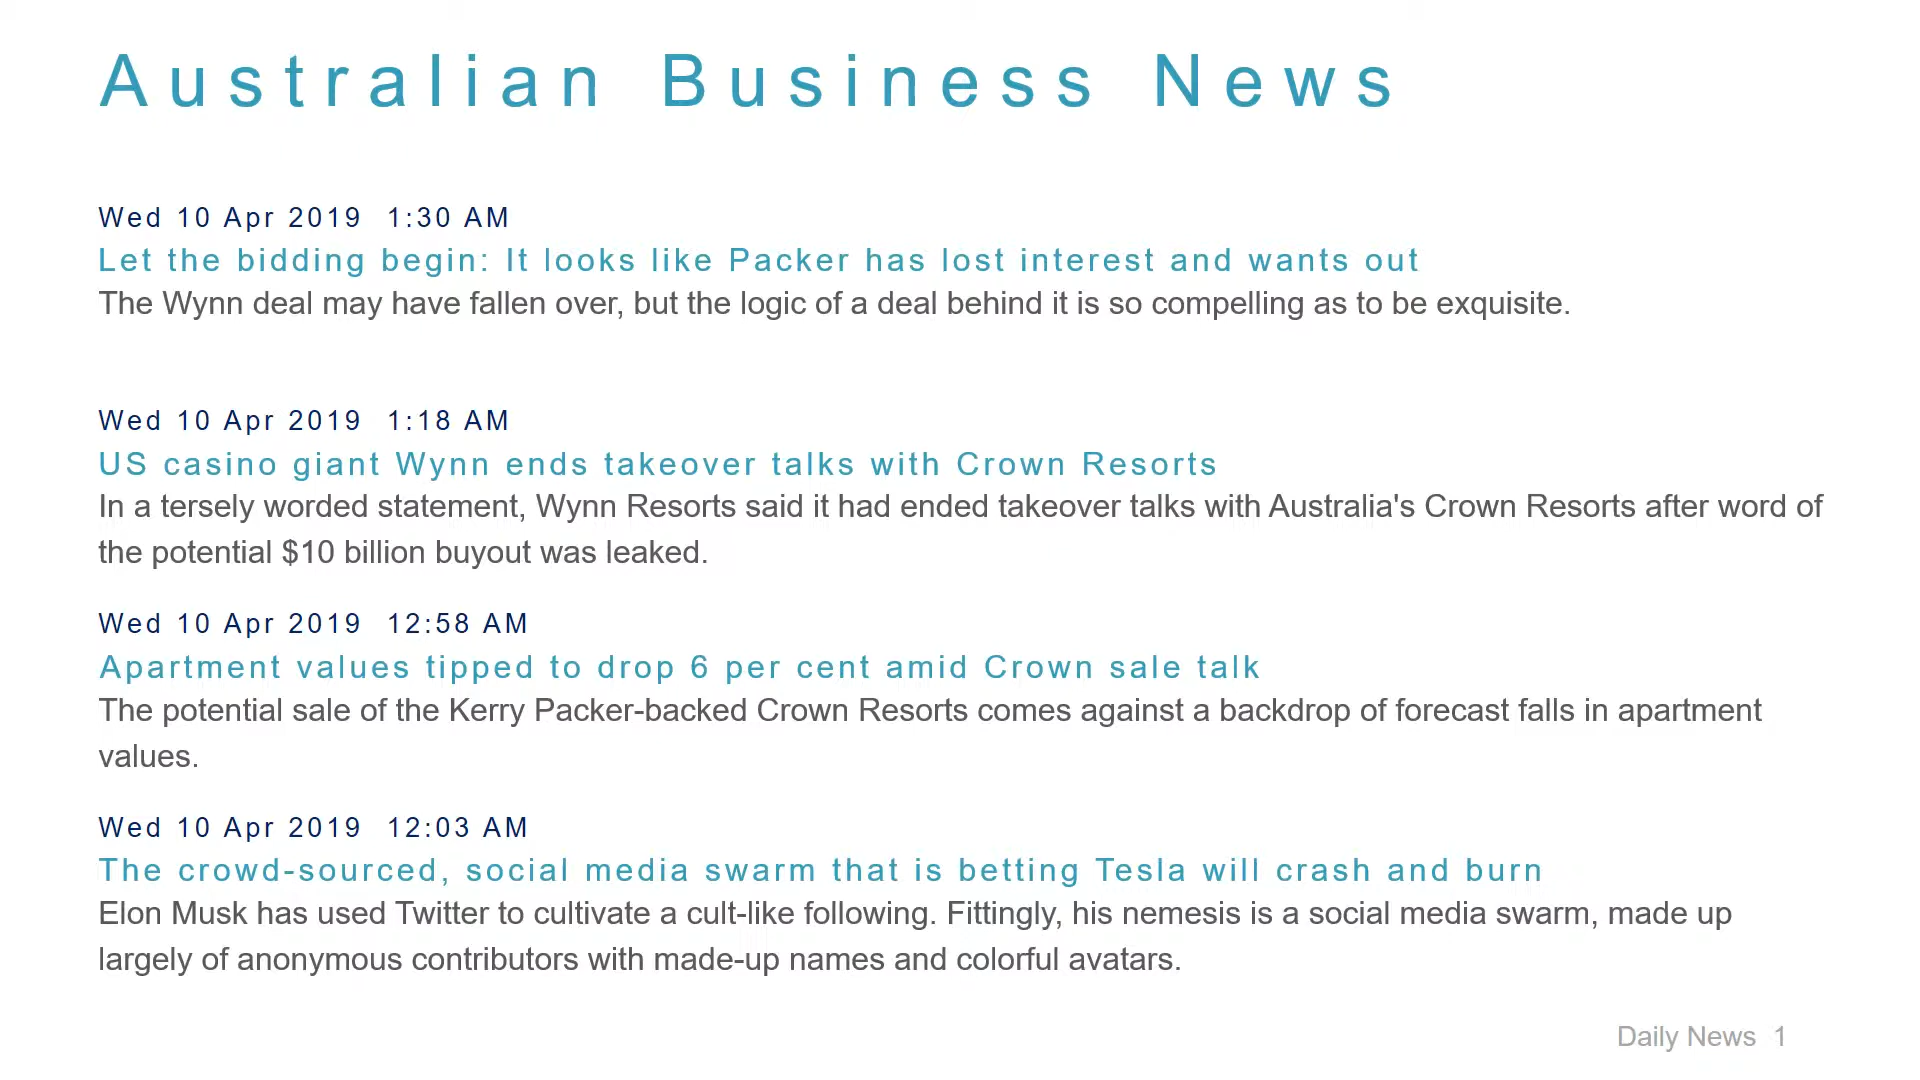 Australian Business News
Wed 10 Apr 2019 1:30 AM
Let the bidding begin: It looks like Packer has lost interest and wants out
The Wynn deal may have fallen over, but the logic of a deal behind it is so compelling as to be exquisite.
Wed 10 Apr 2019 1:18 AM
US casino giant Wynn ends takeover talks with Crown Resorts
In a tersely worded statement, Wynn Resorts said it had ended takeover talks with Australia's Crown Resorts after word of
the potential $10 billion buyout was leaked.
Wed 10 Apr 2019 12:58 AM
Apartment values tipped to drop 6 per cent amid Crown sale talk
The potential sale of the Kerry Packer-backed Crown Resorts comes against a backdrop of forecast falls in apartment
values.
Wed 10 Apr 2019 12:03 AM
The crowd-sourced, social media swarm that is betting Tesla will crash and burn
Elon Musk has used Twitter to cultivate a cult-like following. Fittingly, his nemesis is a social media swarm, made up
largely of anonymous contributors with made-up names and colorful avatars.
Daily News 1